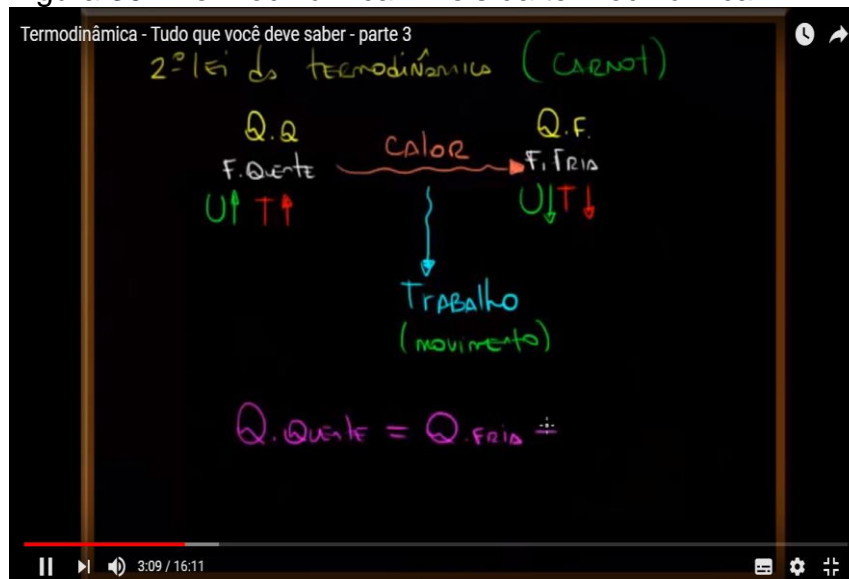 Termodinâmica - Tudo que você deve saber - parte 3
2ª lei da termodinâmica (CARNOT)
Q.Q Q.F.
F. Quente CALOR F. FRIA
U↑ T↑ U↓ T↓
TRABALHO
(movimento)
Q. Quente = Q. FRIA ÷
3:09 / 16:11